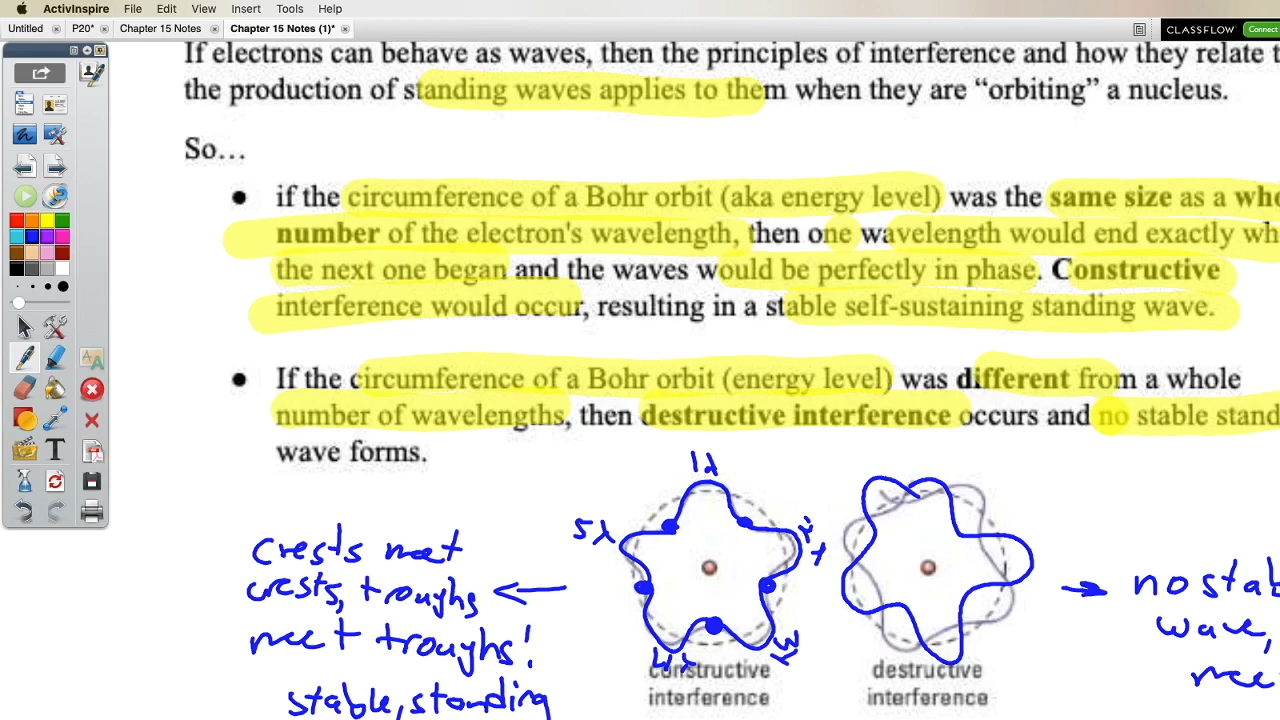 ActivInspire File Edit View Insert Tools Help
Untitled P20* Chapter 15 Notes Chapter 15 Notes (1)* CLASSFLOW Connect
If electrons can behave as waves, then the principles of interference and how they relate t
the production of standing waves applies to them when they are “orbiting” a nucleus.
So…
● if the circumference of a Bohr orbit (aka energy level) was the same size as a who
number of the electron's wavelength, then one wavelength would end exactly wh
the next one began and the waves would be perfectly in phase. Constructive
interference would occur, resulting in a stable self-sustaining standing wave.
● If the circumference of a Bohr orbit (energy level) was different from a whole
number of wavelengths, then destructive interference occurs and no stable stand
wave forms.
1λ
5λ
crests meet
crests, troughs
meet troughs!
stable, standing
no stab
wave,
mee
constructive
interference
destructive
interference